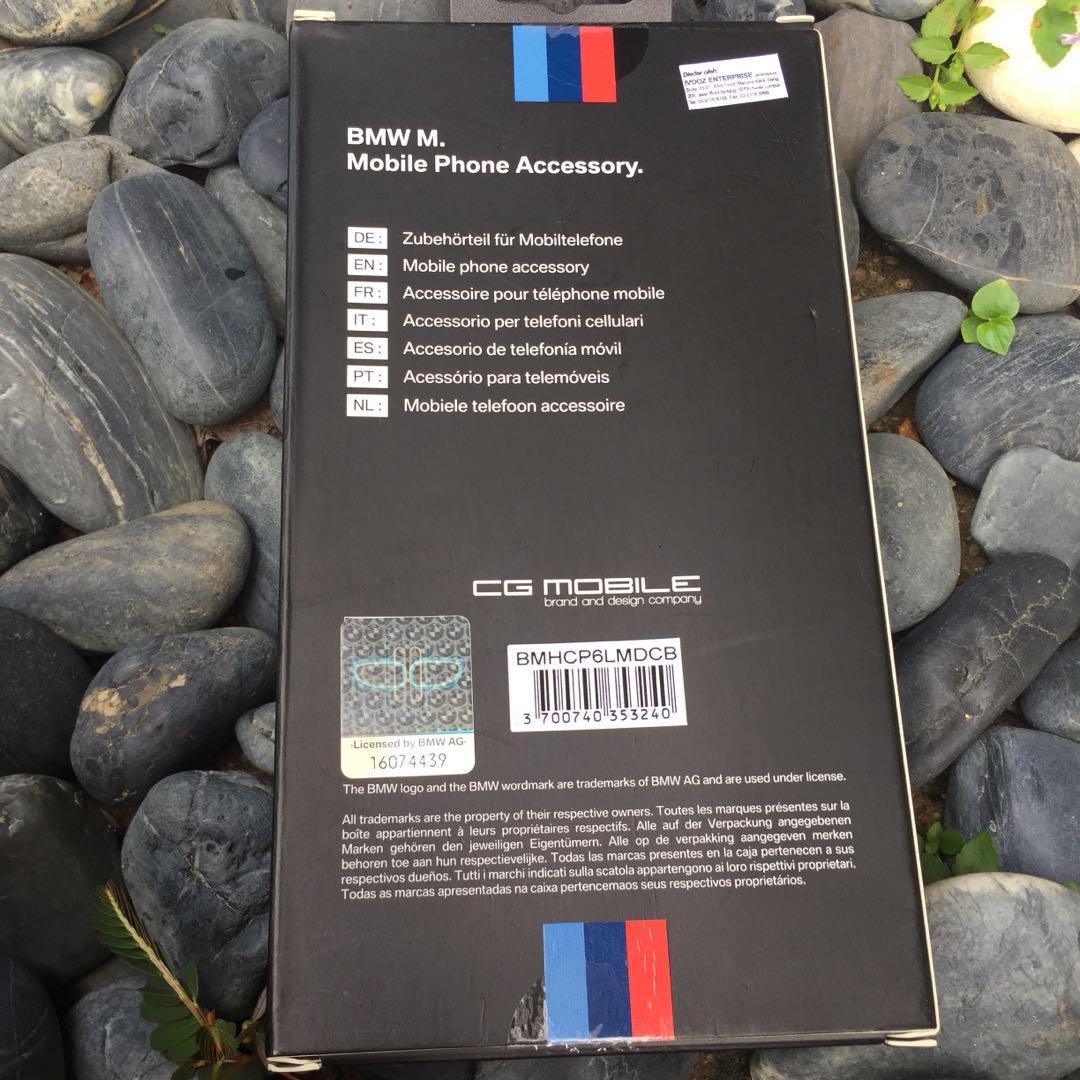 Diedar oleh:
IVOOZ ENTERPRISE
BMW M.
Mobile Phone Accessory.
DE : Zubehörteil für Mobiltelefone
EN : Mobile phone accessory
FR : Accessoire pour téléphone mobile
IT : Accessorio per telefoni cellulari
ES : Accesorio de telefonía móvil
PT : Acessório para telemóveis
NL : Mobiele telefoon accessoire
CG MOBILE
brand and design company
BMHCP6LMDCB
3 700740 353240
-Licensed by BMW AG-
16074439
The BMW logo and the BMW wordmark are trademarks of BMW AG and are used under license.
All trademarks are the property of their respective owners. Toutes les marques présentes sur la
boîte appartiennent à leurs propriétaires respectifs. Alle auf der Verpackung angegebenen
Marken gehören den jeweiligen Eigentümern. Alle op de verpakking aangegeven merken
behoren toe aan hun respectievelijke. Todas las marcas presentes en la caja pertenecen a sus
respectivos dueños. Tutti i marchi indicati sulla scatola appartengono ai loro rispettivi proprietari.
Todas as marcas apresentadas na caixa pertencemaos seus respectivos proprietários.